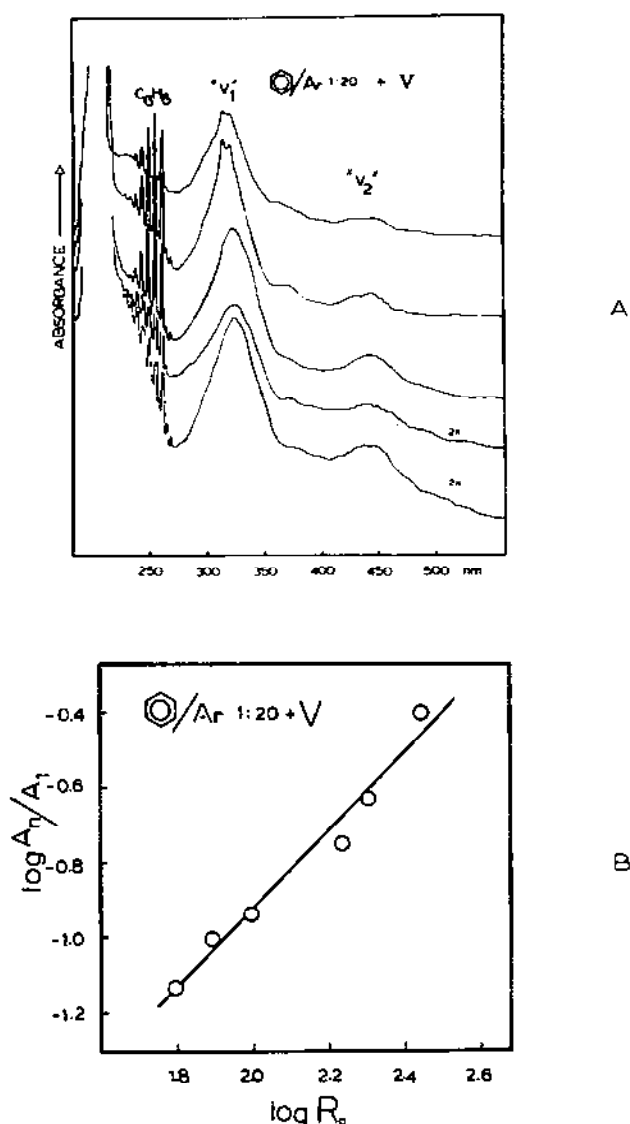 C6H6
"V1"
/Ar 1:20 + V
"V2"
ABSORBANCE
A
2x
2x
250 300 350 400 450 500 nm
/Ar 1:20 + V
-0.4
-0.6
-0.8
-1.0
-1.2
log An/A1
B
1.8 2.0 2.2 2.4 2.6
log R